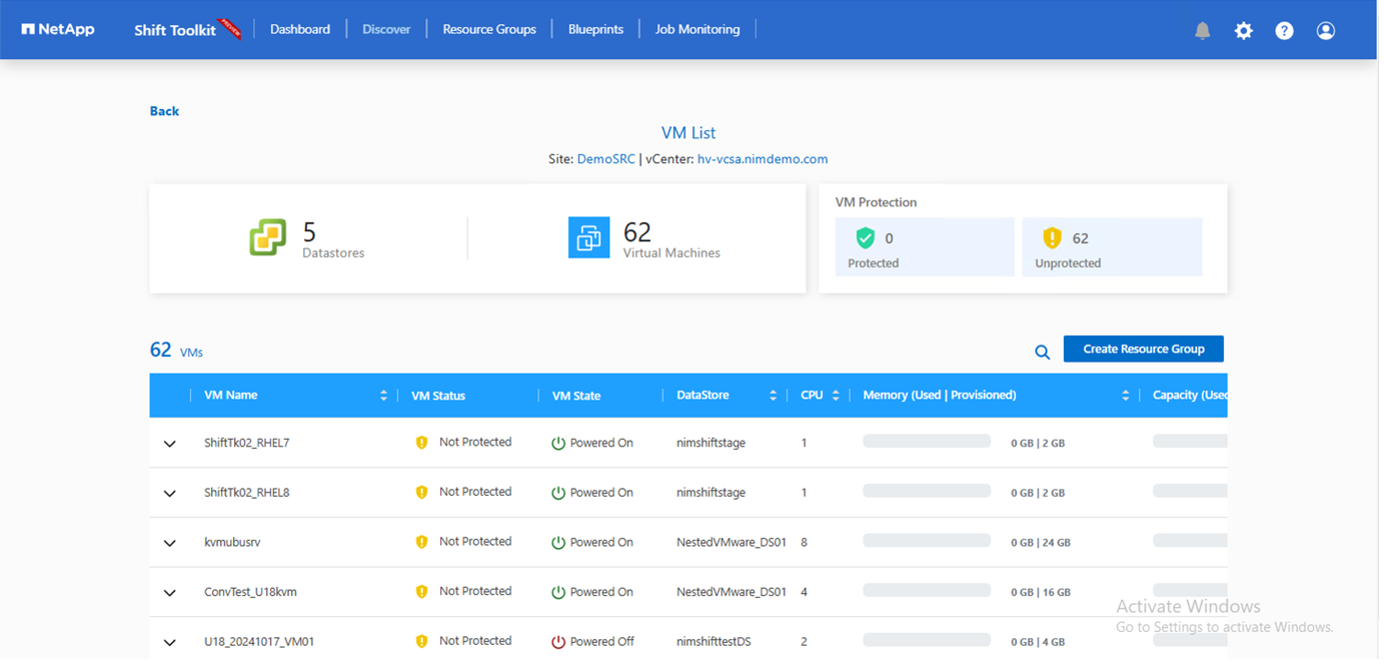 NetApp Shift Toolkit PREVIEW Dashboard Discover Resource Groups Blueprints Job Monitoring
Back
VM List
Site: DemoSRC | vCenter: hv-vcsa.nimdemo.com
5
Datastores
62
Virtual Machines
VM Protection
0
Protected
62
Unprotected
62 VMs
Create Resource Group
VM Name VM Status VM State DataStore CPU Memory (Used | Provisioned) Capacity (Used
ShiftTk02_RHEL7 Not Protected Powered On nimshiftstage 1 0 GB | 2 GB
ShiftTk02_RHEL8 Not Protected Powered On nimshiftstage 1 0 GB | 2 GB
kvmubusrv Not Protected Powered On NestedVMware_DS01 8 0 GB | 24 GB
ConvTest_U18kvm Not Protected Powered On NestedVMware_DS01 4 0 GB | 16 GB
U18_20241017_VM01 Not Protected Powered Off nimshifttestDS 2 0 GB | 4 GB
Activate Windows
Go to Settings to activate Windows.